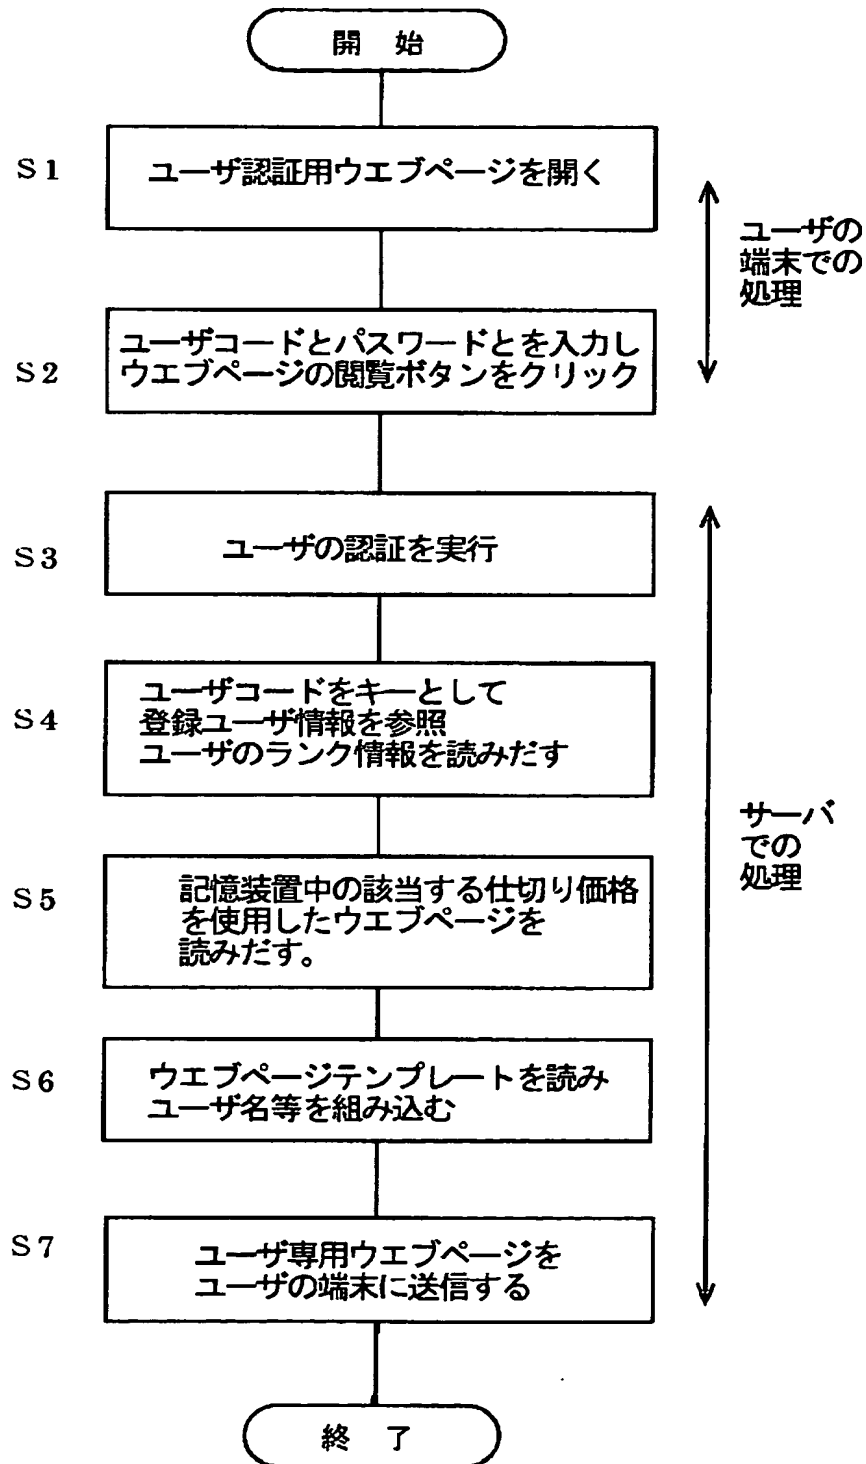 開 始
S1
ユーザ認証用ウエブページを開く
ユーザの
端末での
処理
S2
ユーザコードとパスワードとを入力し
ウエブページの閲覧ボタンをクリック
S3
ユーザの認証を実行
S4
ユーザコードをキーとして
登録ユーザ情報を参照
ユーザのランク情報を読みだす
サーバ
での
処理
S5
記憶装置中の該当する仕切り価格
を使用したウエブページを
読みだす。
S6
ウエブページテンプレートを読み
ユーザ名等を組み込む
S7
ユーザ専用ウエブページを
ユーザの端末に送信する
終 了